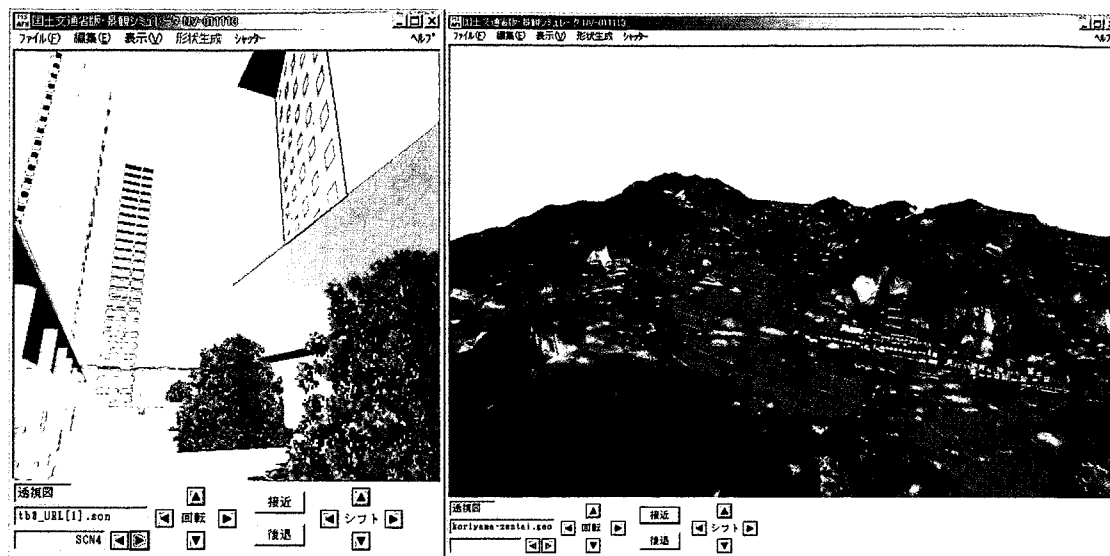 国土交通省版・景観シミュレータ NV-011113
ファイル(F) 編集(E) 表示(V) 形状生成 シャッター ヘルプ
透視図
回転
接近
後退
シフト
SCN4
国土交通省版・景観シミュレータ NV-011113
ファイル(F) 編集(E) 表示(V) 形状生成 シャッター ヘルプ
透視図
koriyama-zentai.geo
回転
接近
後退
シフト